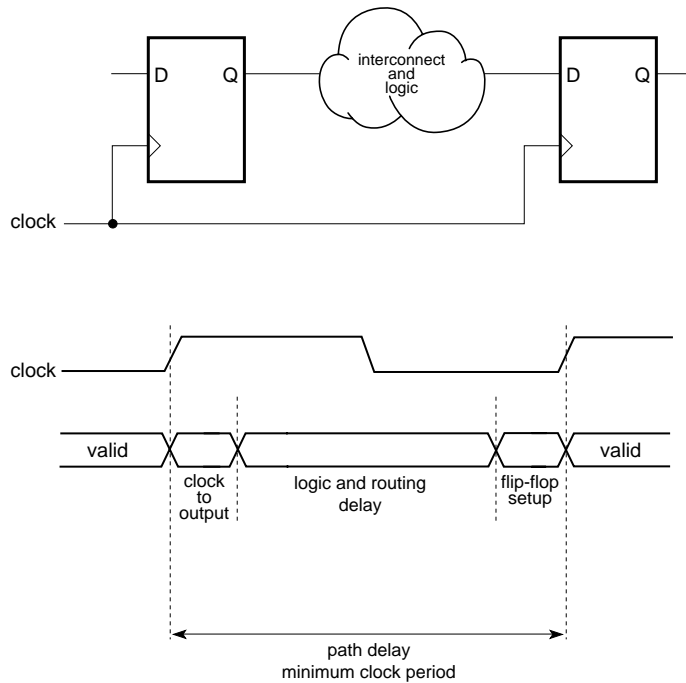 interconnect
and
logic
D Q D Q
clock
clock
valid valid
clock
to
output
logic and routing
delay
flip-flop
setup
path delay
minimum clock period